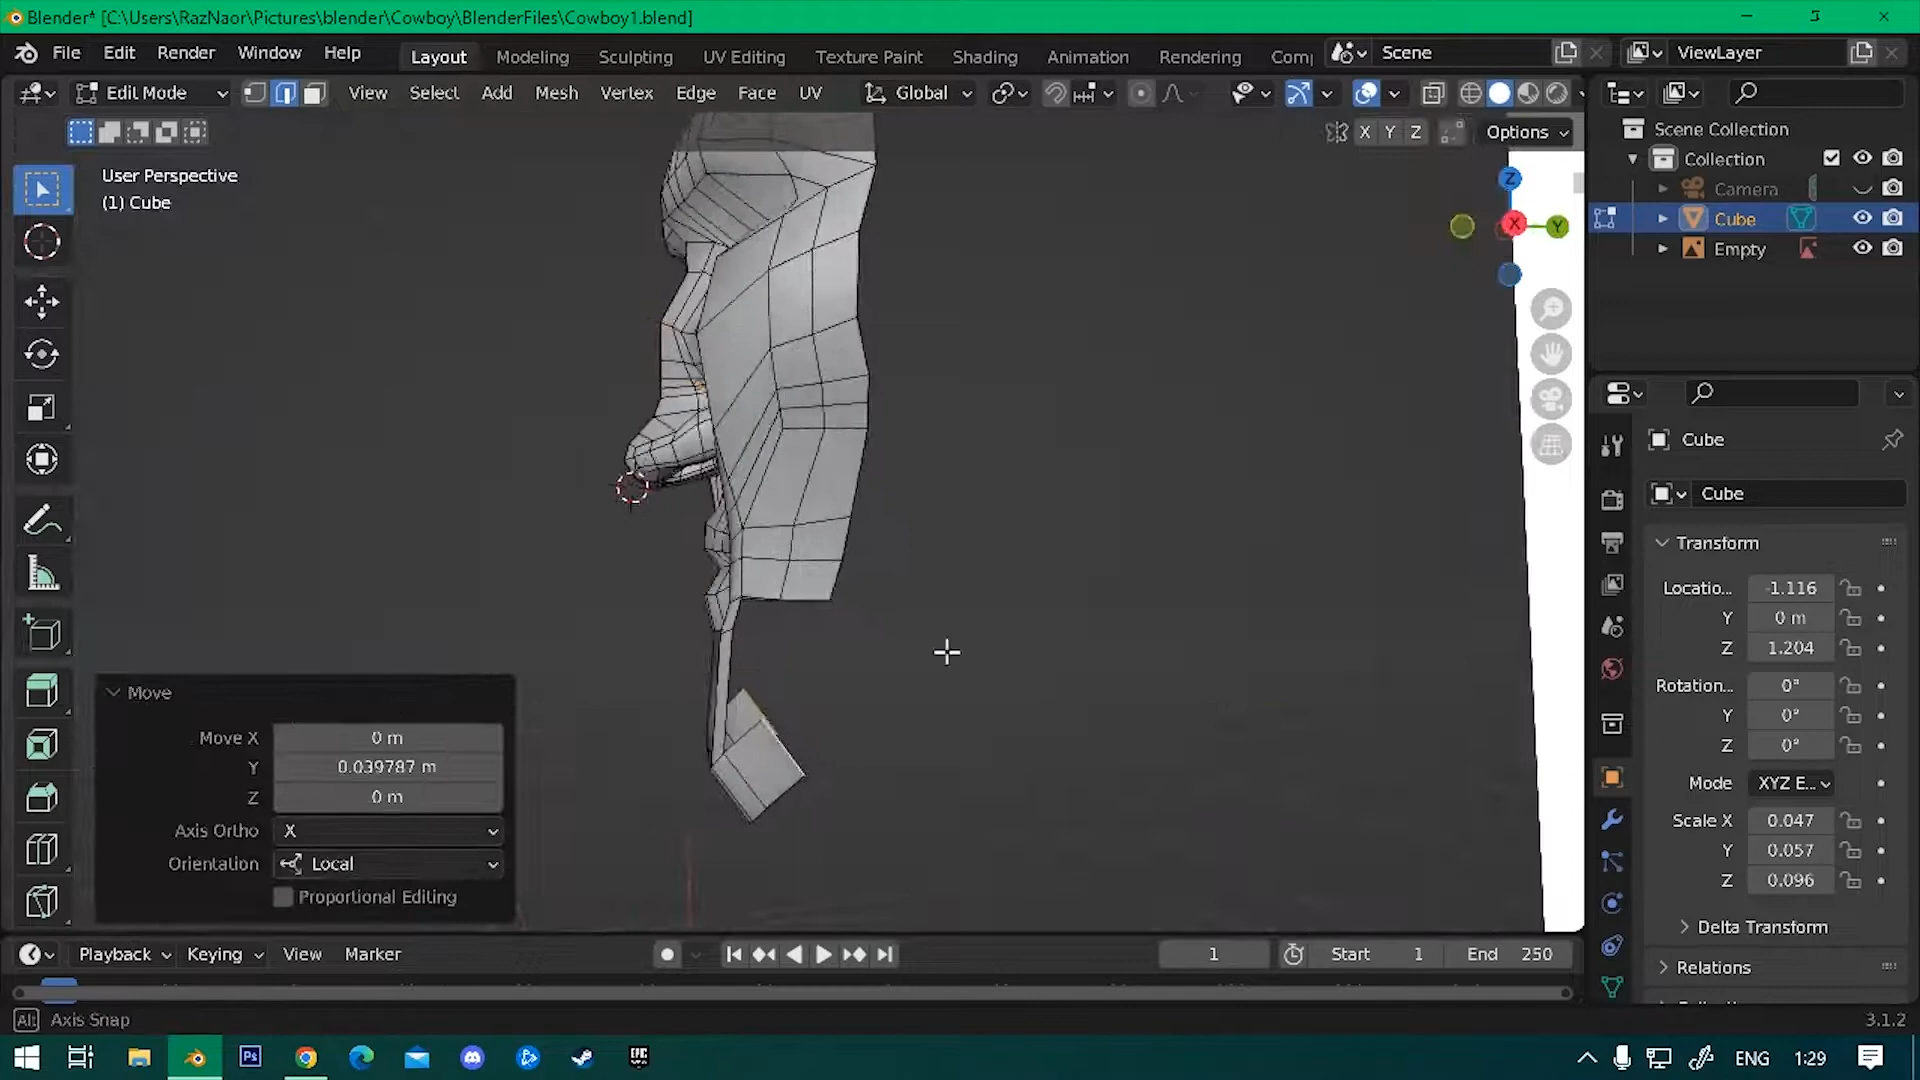 Blender* [C:\Users\RazNaor\Pictures\blender\Cowboy\BlenderFiles\Cowboy1.blend]
File Edit Render Window Help Layout Modeling Sculpting UV Editing Texture Paint Shading Animation Rendering Comp Scene ViewLayer
Edit Mode View Select Add Mesh Vertex Edge Face UV Global
X Y Z Options
User Perspective
(1) Cube
Z
X
Y
Scene Collection
Collection
Camera
Cube
Empty
Cube
Cube
Transform
Locatio... -1.116
Y 0 m
Z 1.204
Rotation... 0°
Y 0°
Z 0°
Mode XYZ E...
Scale X 0.047
Y 0.057
Z 0.096
Delta Transform
Relations
Move
Move X 0 m
Y 0.039787 m
Z 0 m
Axis Ortho X
Orientation Local
Proportional Editing
Playback Keying View Marker 1 Start 1 End 250
Alt Axis Snap 3.1.2
Ps EPIC ENG 1:29